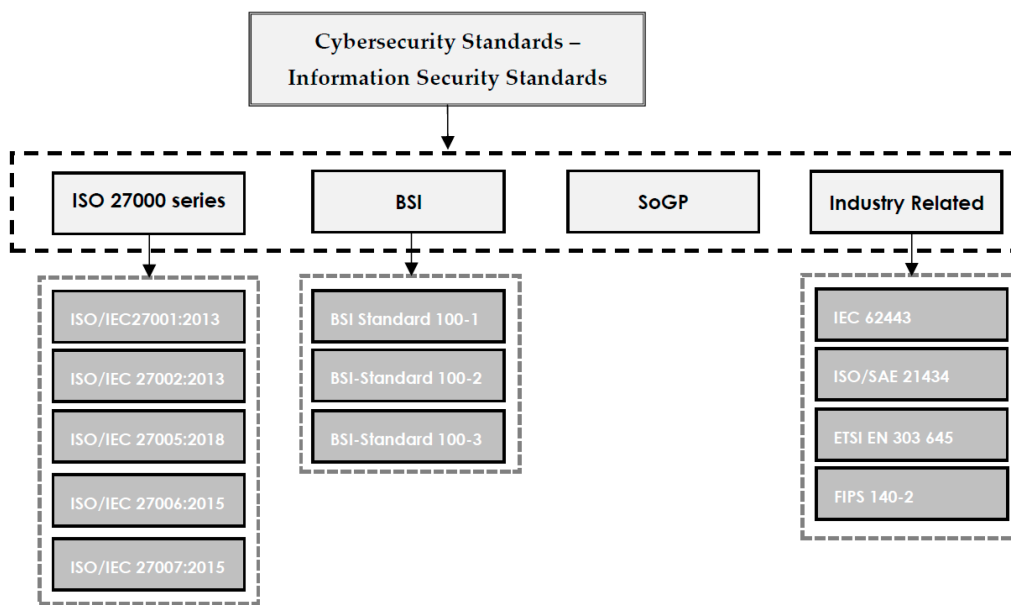 Cybersecurity Standards –
Information Security Standards
ISO 27000 series
BSI
SoGP
Industry Related
ISO/IEC27001:2013
ISO/IEC 27002:2013
ISO/IEC 27005:2018
ISO/IEC 27006:2015
ISO/IEC 27007:2015
BSI Standard 100-1
BSI-Standard 100-2
BSI-Standard 100-3
IEC 62443
ISO/SAE 21434
ETSI EN 303 645
FIPS 140-2